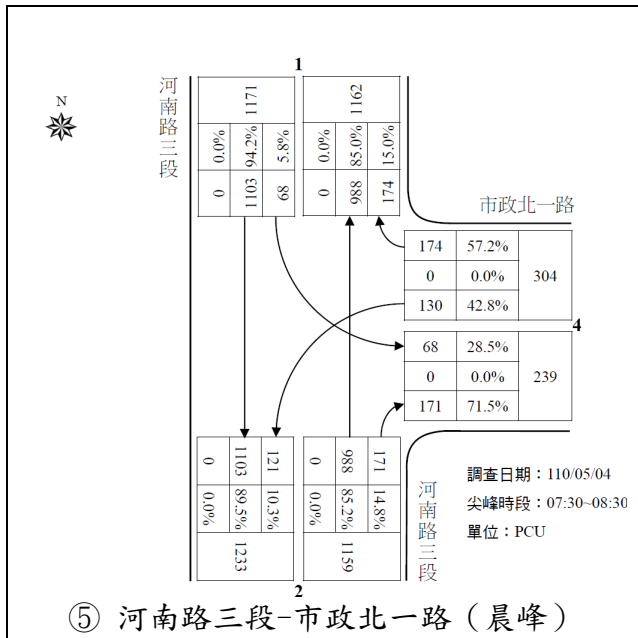 1
河南路三段
N
1171
0.0% 94.2% 5.8%
0 1103 68
1162
0.0% 85.0% 15.0%
0 988 174
市政北一路
174 57.2%
0 0.0% 304
130 42.8%
4
68 28.5%
0 0.0% 239
171 71.5%
0 1103 121
0.0% 89.5% 10.3%
1233
0 988 171
0.0% 85.2% 14.8%
1159
河南路三段
調查日期：110/05/04
尖峰時段：07:30~08:30
單位：PCU
2
⑤ 河南路三段-市政北一路（晨峰）